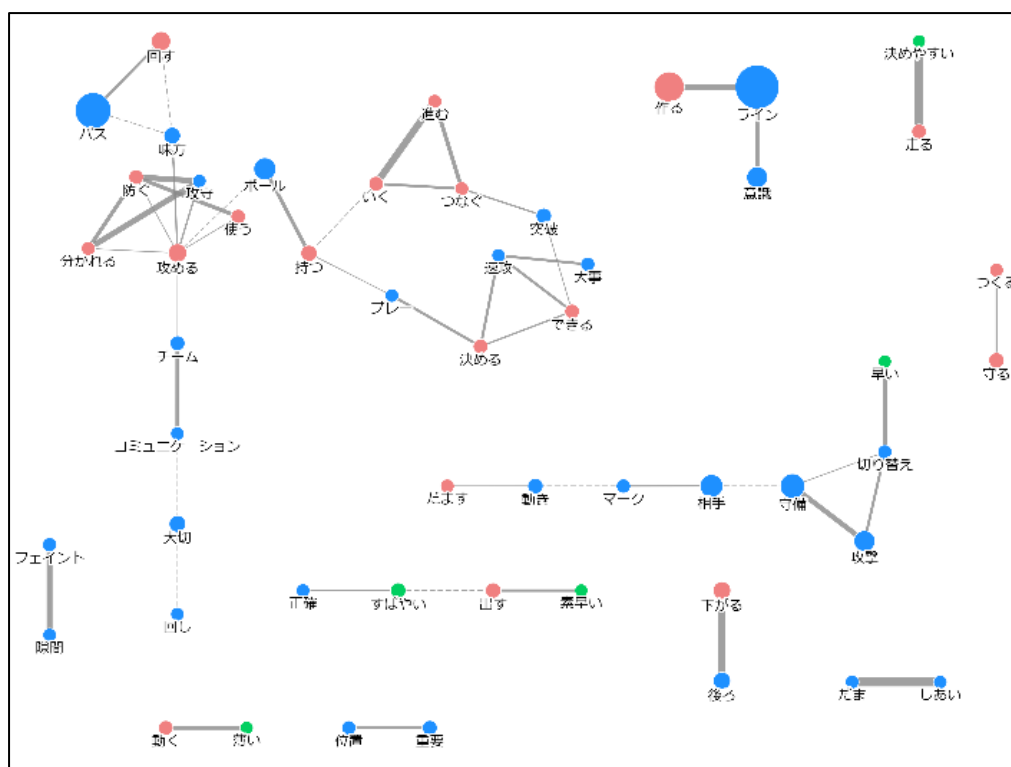 回す
決めやすい
パス
味方
作る
ライン
進む
走る
ボール
防ぐ
攻守
いく
つなぐ
意識
使う
突破
分かれる
攻める
持つ
速攻
大事
つくる
プレー
できる
チーム
決める
守る
早い
コミュニケーション
切り替え
だます
動き
マーク
相手
守備
大切
攻撃
フェイント
正確
すばやい
出す
素早い
下がる
回し
隙間
後ろ
だま
しあい
動く
薄い
位置
重要